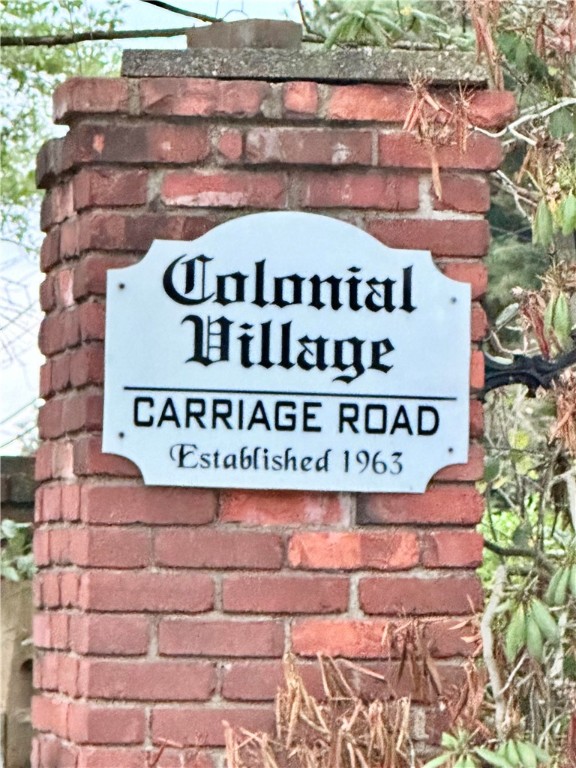 Colonial
Village
CARRIAGE ROAD
Established 1963